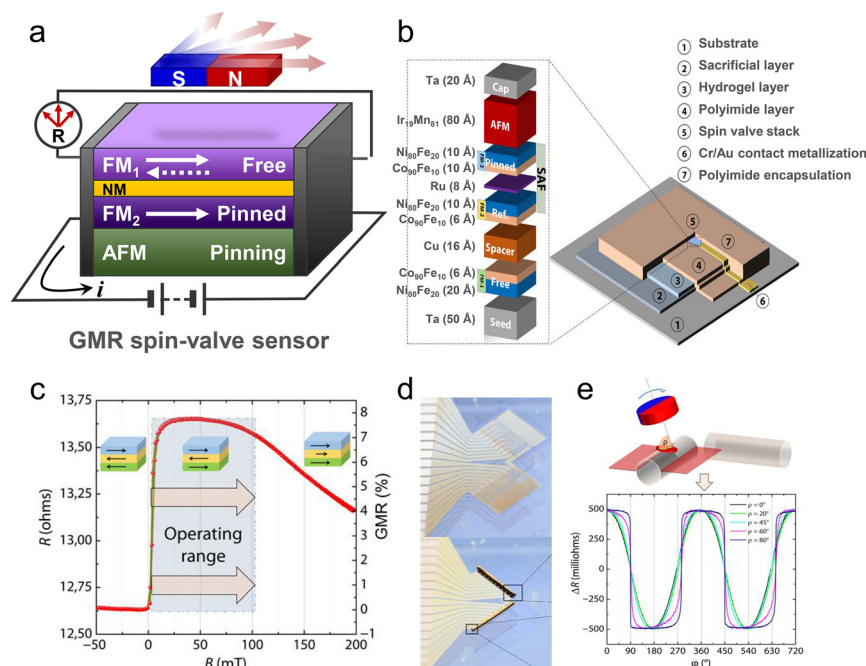 a
S N
R
FM₁ Free
NM
FM₂ Pinned
AFM Pinning
i
GMR spin-valve sensor
b
Ta (20 Å) Cap
Ir₁₉Mn₈₁ (80 Å) AFM
Ni₈₀Fe₂₀ (10 Å) Pinned
Co₉₀Fe₁₀ (10 Å)
Ru (8 Å)
SAF
Ni₈₀Fe₂₀ (10 Å) Ref.
FM-2
Co₉₀Fe₁₀ (6 Å)
Cu (16 Å) Spacer
Co₉₀Fe₁₀ (6 Å)
FM-1
Free
Ni₈₀Fe₂₀ (20 Å)
Ta (50 Å) Seed
① Substrate
② Sacrificial layer
③ Hydrogel layer
④ Polyimide layer
⑤ Spin valve stack
⑥ Cr/Au contact metallization
⑦ Polyimide encapsulation
⑤ ⑦
④
③
②
⑥
①
c
13,75
13,50
13,25
13,00
12,75
12,50
R (ohms)
Operating
range
8
7
6
5
4
3
2
1
0
−1
GMR (%)
−50 0 50 100 150 200
R (mT)
d
e
ρ
500
250
0
−250
−500
ΔR (milliohms)
ρ = 0°
ρ = 20°
ρ = 45°
ρ = 60°
ρ = 80°
0 90 180 270 360 450 540 630 720
φ (°)